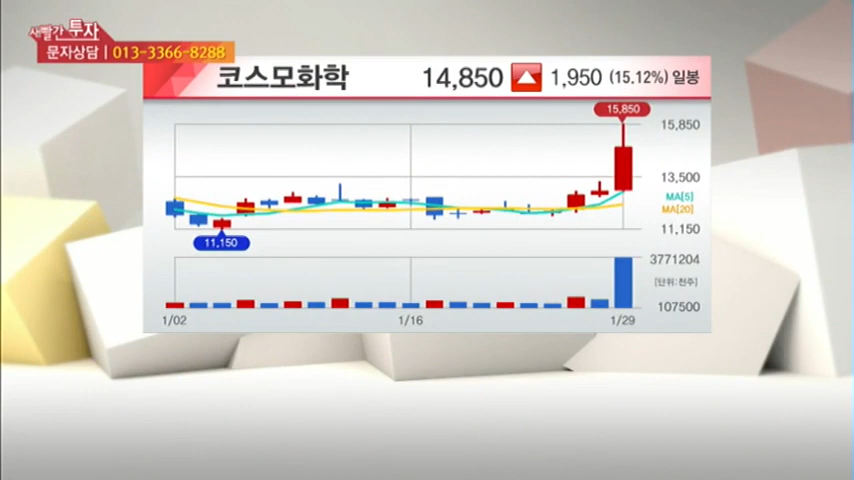 새빨간 투자
문자상담 | 013-3366-8288
코스모화학 14,850 1,950 (15.12%) 일봉
15,850
15,850
13,500
MA[5]
MA[20]
11,150
11,150
3771204
[단위:천주]
107500
1/02 1/16 1/29